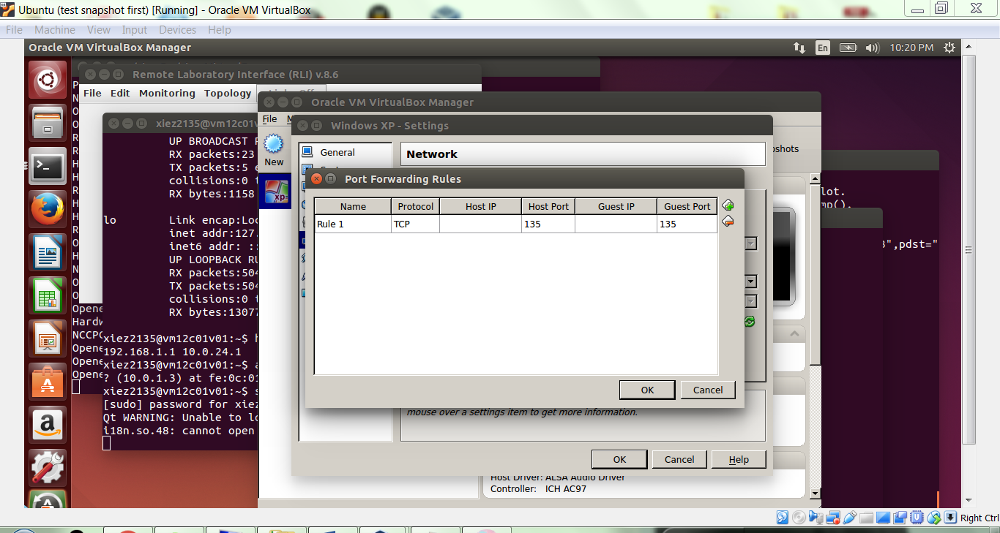 Ubuntu (test snapshot first) [Running] - Oracle VM VirtualBox
File Machine View Input Devices Help
Oracle VM VirtualBox Manager En 10:20 PM
Remote Laboratory Interface (RLI) v.8.6
File Edit Monitoring Topology
Oracle VM VirtualBox Manager
File
New
xiez2135@vm12c01v
Windows XP - Settings
General
Network
UP BROADCAST
RX packets:23
TX packets:5
collisions:0
RX bytes:1158
lo Link encap:Loc
inet addr:127.
inet6 addr: ::
UP LOOPBACK RU
RX packets:504
TX packets:504
collisions:0
RX bytes:13077
xiez2135@vm12c01v01:~$
192.168.1.1 10.0.24.1
xiez2135@vm12c01v01:~$
? (10.0.1.3) at fe:0c:01
xiez2135@vm12c01v01:~$
[sudo] password for xiez
Qt WARNING: Unable to lo
i18n.so.48: cannot open
Opene
Hardw
NCCPC
Opene
Opene
Opene
xp
pshots
lot.
mp().
",pdst="
Port Forwarding Rules
Name Protocol Host IP Host Port Guest IP Guest Port
Rule 1 TCP 135 135
OK Cancel
mouse over a settings item to get more information.
OK Cancel Help
Host Driver: ALSA Audio Driver
Controller: ICH AC97
Right Ctrl